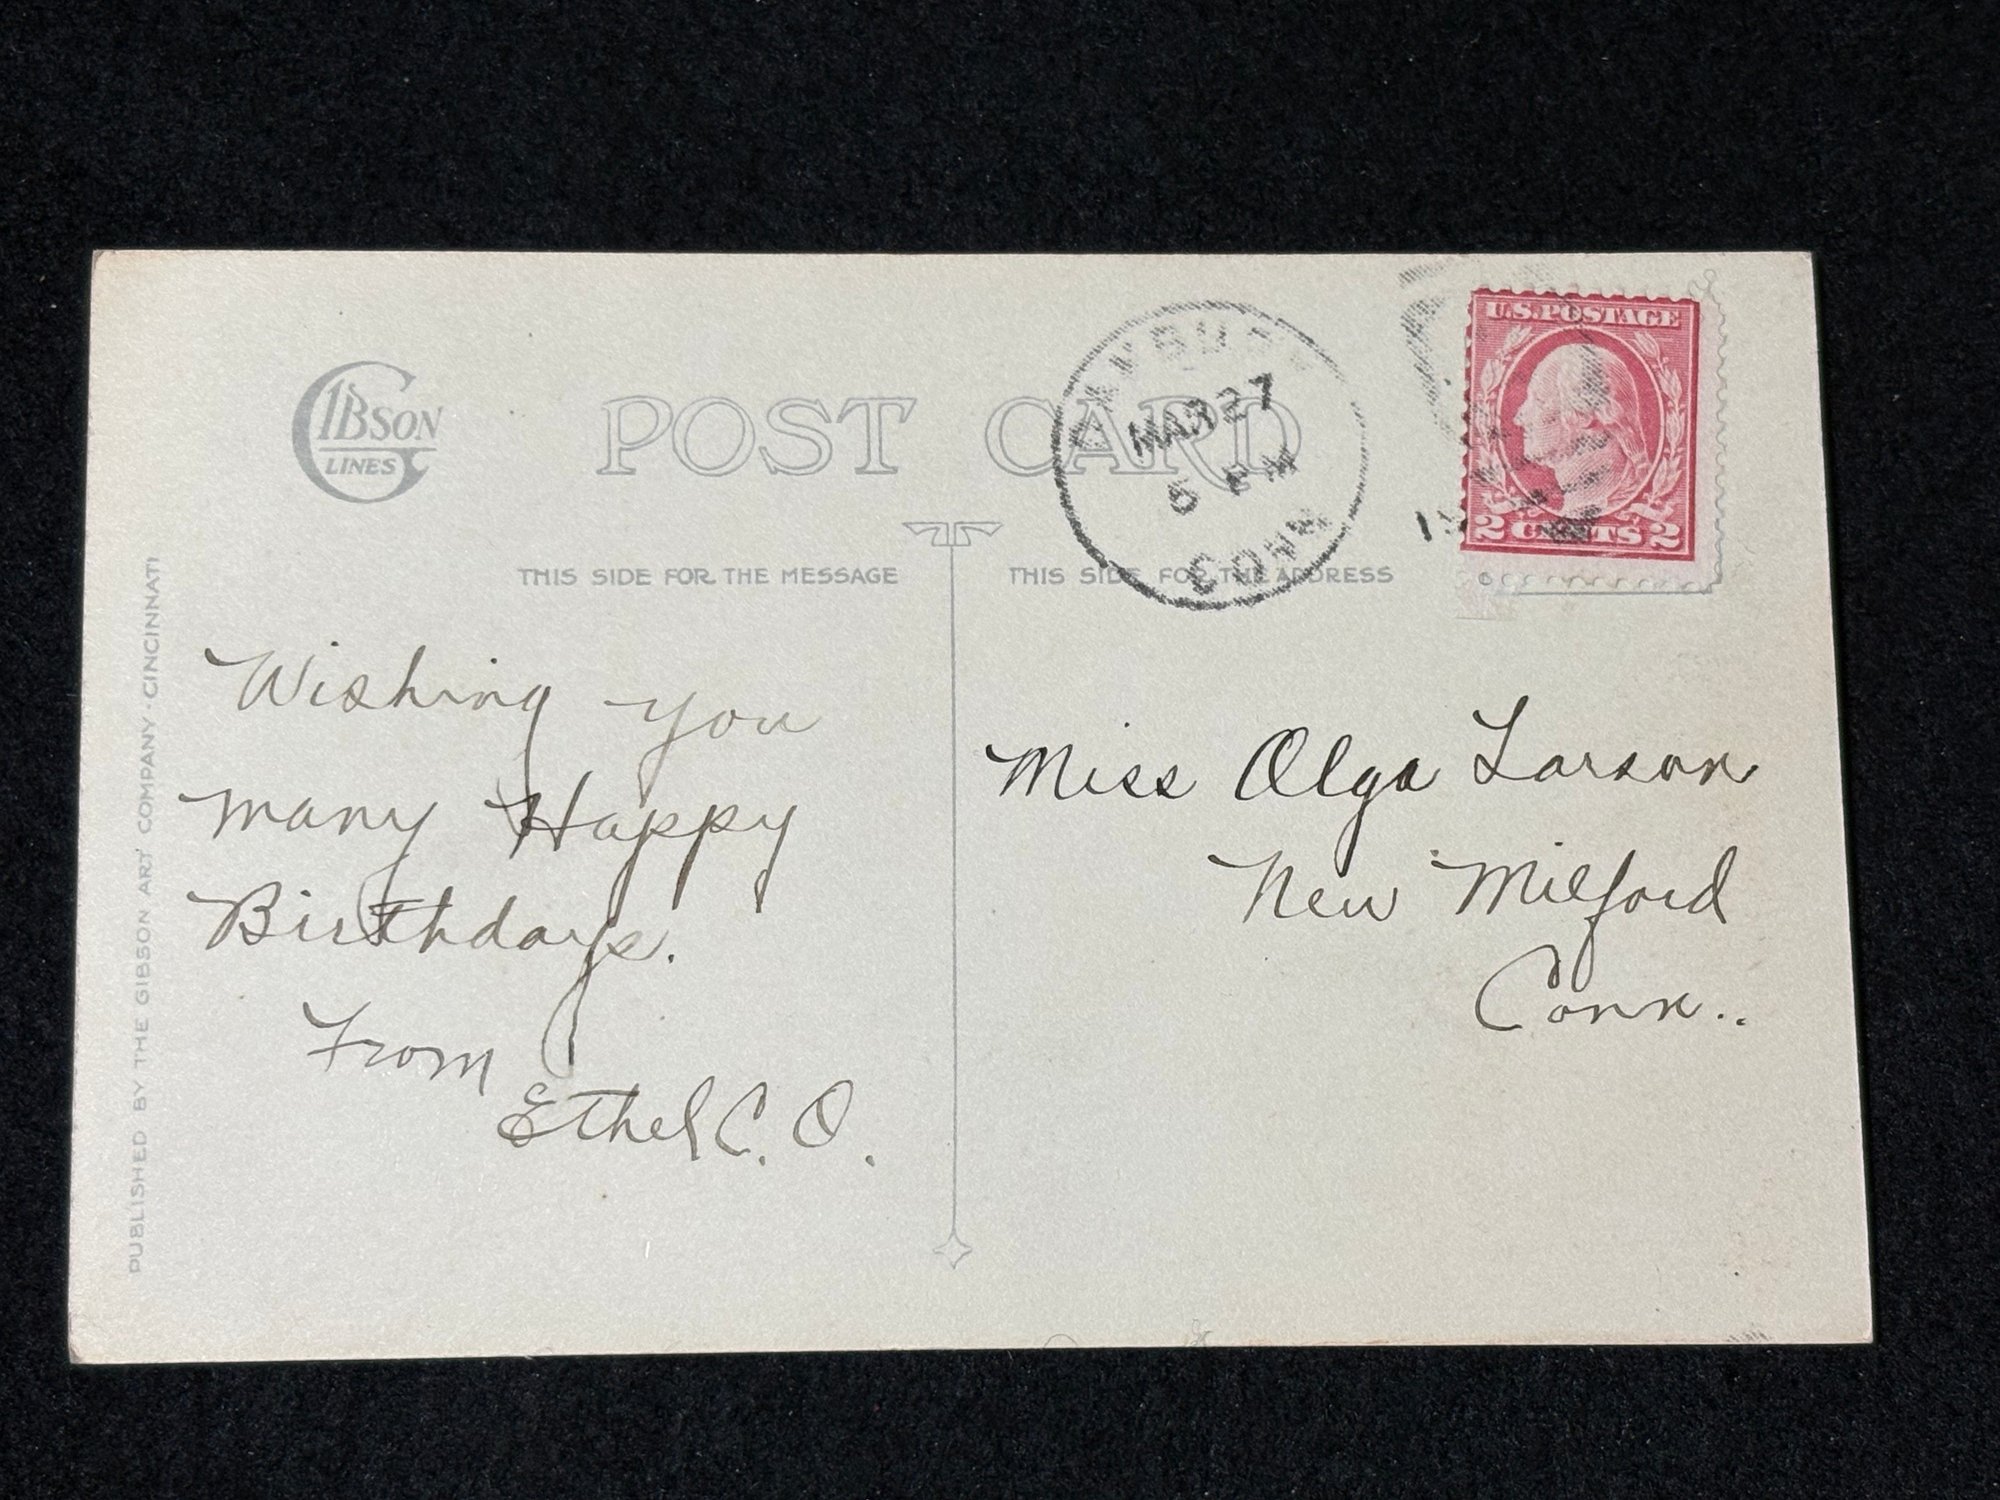 GIBSON
LINES
POST CARD
THIS SIDE FOR THE MESSAGE
THIS SIDE FOR THE ADDRESS
PUBLISHED BY THE GIBSON ART COMPANY · CINCINNATI
MAR 27
6 PM
CONN
U.S. POSTAGE
2 CENTS 2
Wishing you
many Happy
Birthdays.
From
Ethel C. O.
Miss Olga Larson
New Milford
Conn..